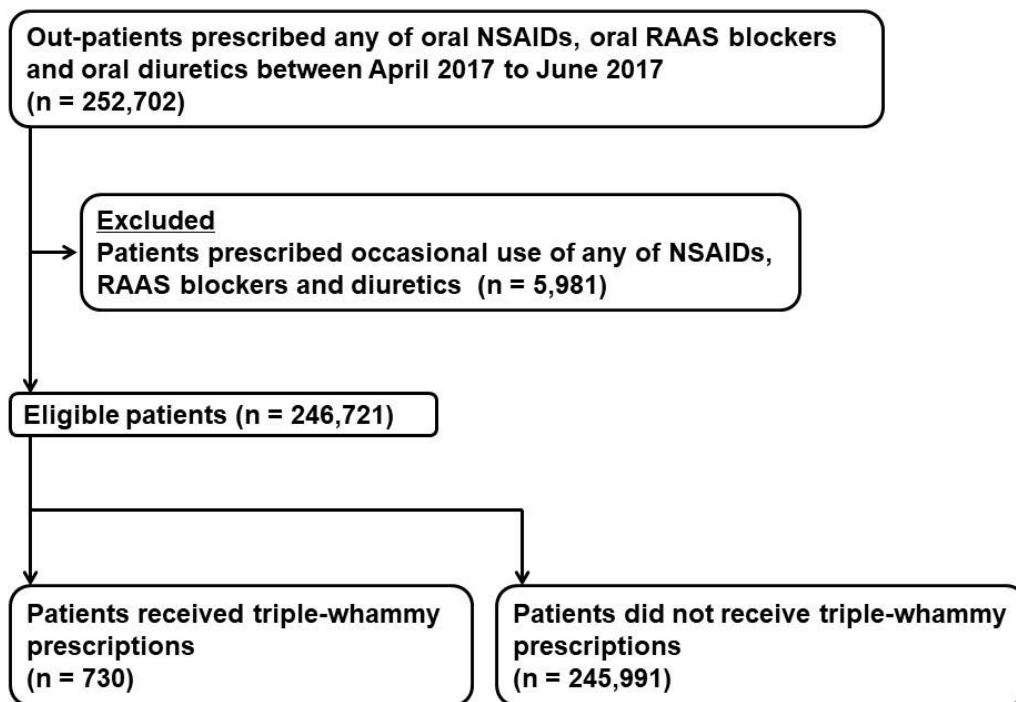 Out-patients prescribed any of oral NSAIDs, oral RAAS blockers
and oral diuretics between April 2017 to June 2017
(n = 252,702)
Excluded
Patients prescribed occasional use of any of NSAIDs,
RAAS blockers and diuretics (n = 5,981)
Eligible patients (n = 246,721)
Patients received triple-whammy
prescriptions
(n = 730)
Patients did not receive triple-whammy
prescriptions
(n = 245,991)